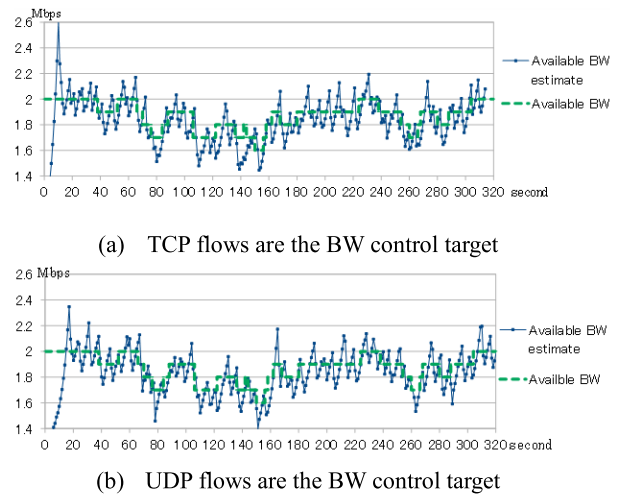 Mbps
2.6
2.4
2.2
2
1.8
1.6
1.4
0 20 40 60 80 100 120 140 160 180 200 220 240 260 280 300 320 second
Available BW
estimate
Available BW
(a) TCP flows are the BW control target
Mbps
2.6
2.4
2.2
2
1.8
1.6
1.4
0 20 40 60 80 100 120 140 160 180 200 220 240 260 280 300 320second
Available BW
estimate
Availble BW
(b) UDP flows are the BW control target